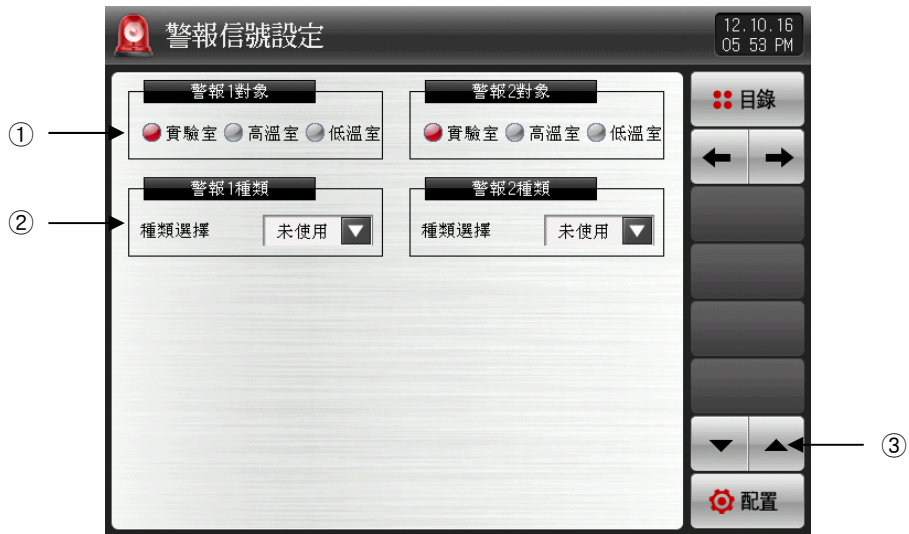 警報信號設定
12.10.16
05 53 PM
警報1對象
警報2對象
目錄
①
實驗室 高溫室 低溫室
實驗室 高溫室 低溫室
警報1種類
警報2種類
②
種類選擇 未使用
種類選擇 未使用
③
配置